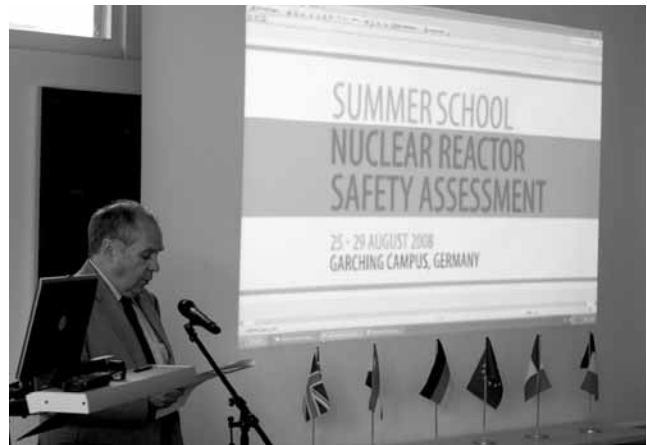 SUMMER SCHOOL
NUCLEAR REACTOR
SAFETY ASSESSMENT
25 - 29 AUGUST 2008
GARCHING CAMPUS, GERMANY